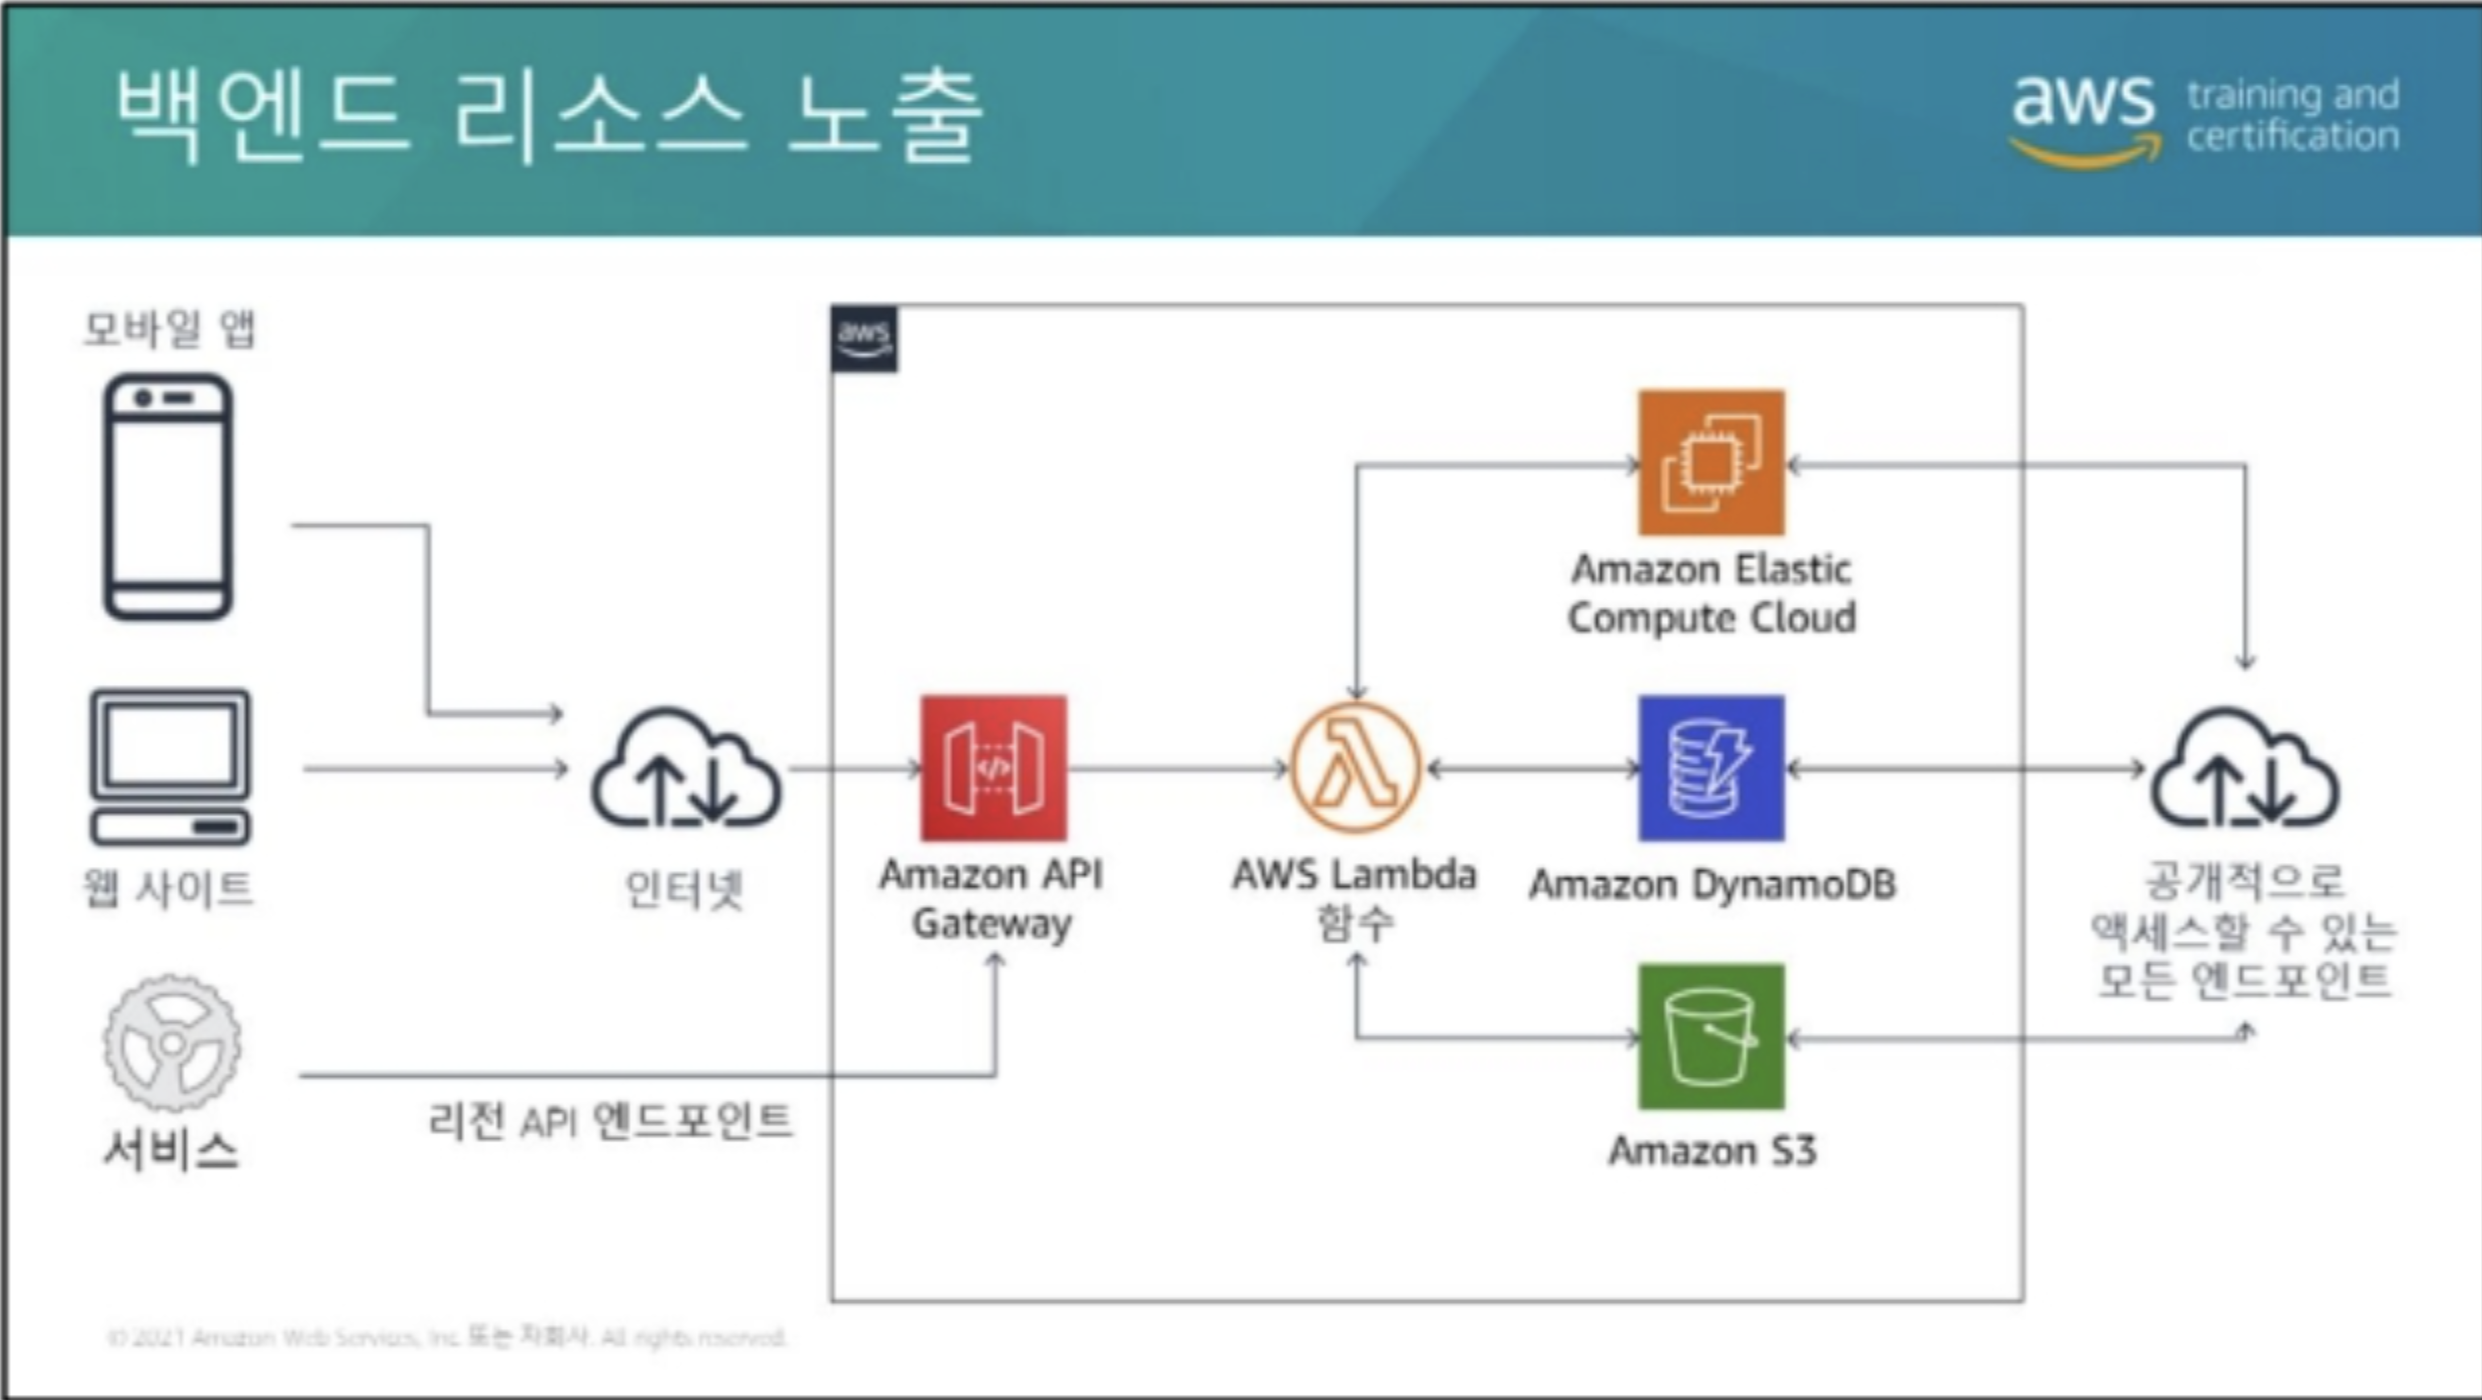 백엔드 리소스 노출
aws training and
certification
모바일 앱
aws
Amazon Elastic
Compute Cloud
웹 사이트
인터넷
Amazon API
Gateway
AWS Lambda
함수
Amazon DynamoDB
공개적으로
액세스할 수 있는
모든 엔드포인트
서비스
리전 API 엔드포인트
Amazon S3
© 2021 Amazon Web Services, Inc. 또는 자회사. All rights reserved.